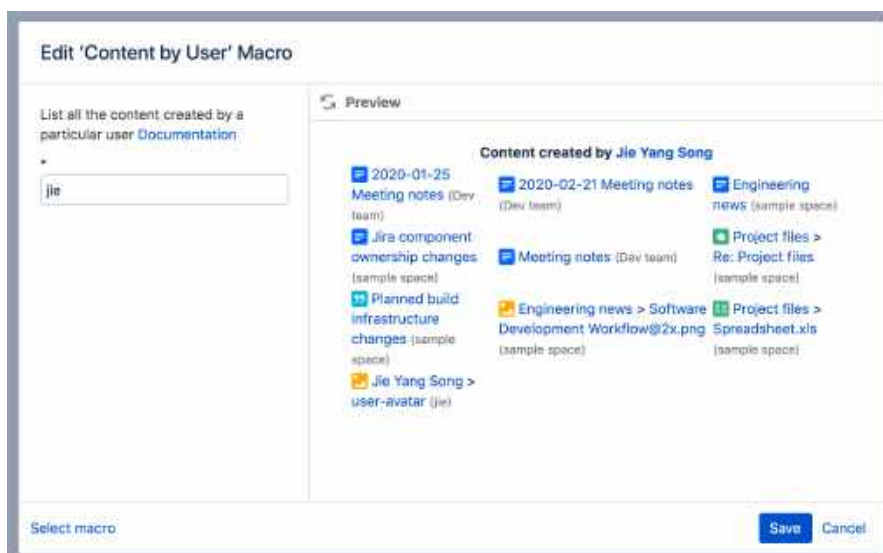 Edit 'Content by User' Macro
List all the content created by a
particular user Documentation
*
jie
Preview
Content created by Jie Yang Song
2020-01-25
Meeting notes (Dev
team)
2020-02-21 Meeting notes
(Dev team)
Engineering
news (sample space)
Jira component
ownership changes
(sample space)
Meeting notes (Dev team)
Project files >
Re: Project files
(sample space)
Planned build
infrastructure
changes (sample
space)
Engineering news > Software
Development Workflow@2x.png
(sample space)
Project files >
Spreadsheet.xls
(sample space)
Jie Yang Song >
user-avatar (jie)
Select macro
Save
Cancel